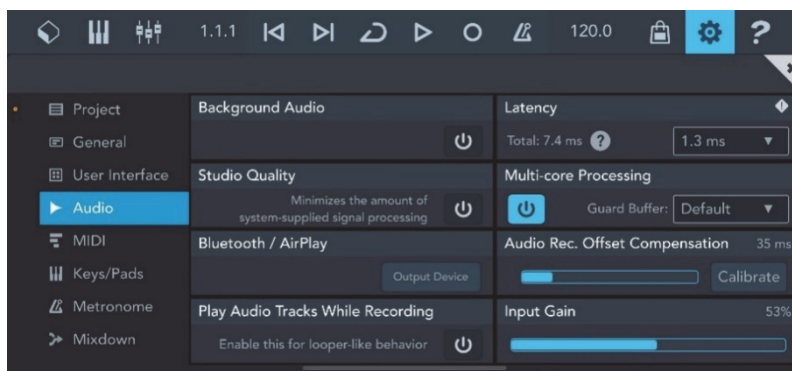 1.1.1
120.0
?
Project
General
User Interface
Audio
MIDI
Keys/Pads
Metronome
Mixdown
Background Audio
Studio Quality
Minimizes the amount of
system-supplied signal processing
Bluetooth / AirPlay
Output Device
Play Audio Tracks While Recording
Enable this for looper-like behavior
Latency
Total: 7.4 ms ? 1.3 ms
Multi-core Processing
Guard Buffer: Default
Audio Rec. Offset Compensation 35 ms
Calibrate
Input Gain 53%